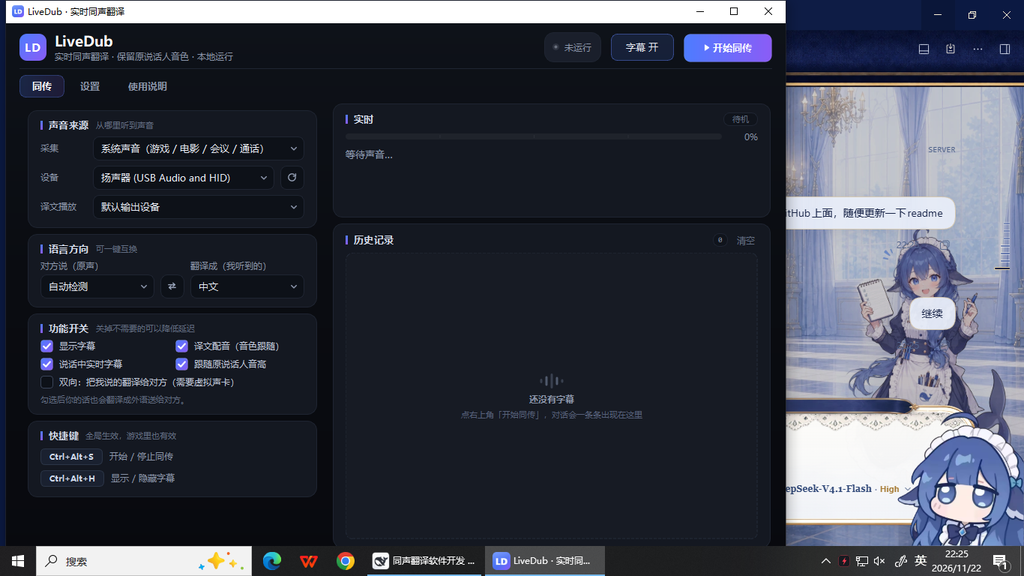 LD LiveDub · 实时同声翻译
LD
LiveDub
实时同声翻译 · 保留原说话人音色 · 本地运行
未运行
字幕 开
开始同传
同传
设置
使用说明
声音来源 从哪里听到声音
采集
系统声音（游戏 / 电影 / 会议 / 通话）
设备
扬声器 (USB Audio and HID)
译文播放
默认输出设备
语言方向 可一键互换
对方说（原声）
翻译成（我听到的）
自动检测
中文
功能开关 关掉不需要的可以降低延迟
显示字幕
译文配音（音色跟随）
说话中实时字幕
跟随原说话人音高
双向：把我说的翻译给对方（需要虚拟声卡）
勾选后你的话也会翻译成外语送给对方。
快捷键 全局生效，游戏里也有效
Ctrl+Alt+S 开始 / 停止同传
Ctrl+Alt+H 显示 / 隐藏字幕
实时
待机
0%
等待声音...
历史记录
0
清空
还没有字幕
点右上角「开始同传」，对话会一条条出现在这里
SERVER
itHub 上面，随便更新一下readme
继续
epSeek-V4.1-Flash · High
搜索
同声翻译软件开发 ...
LD LiveDub · 实时同...
英
22:25
2026/11/22
1